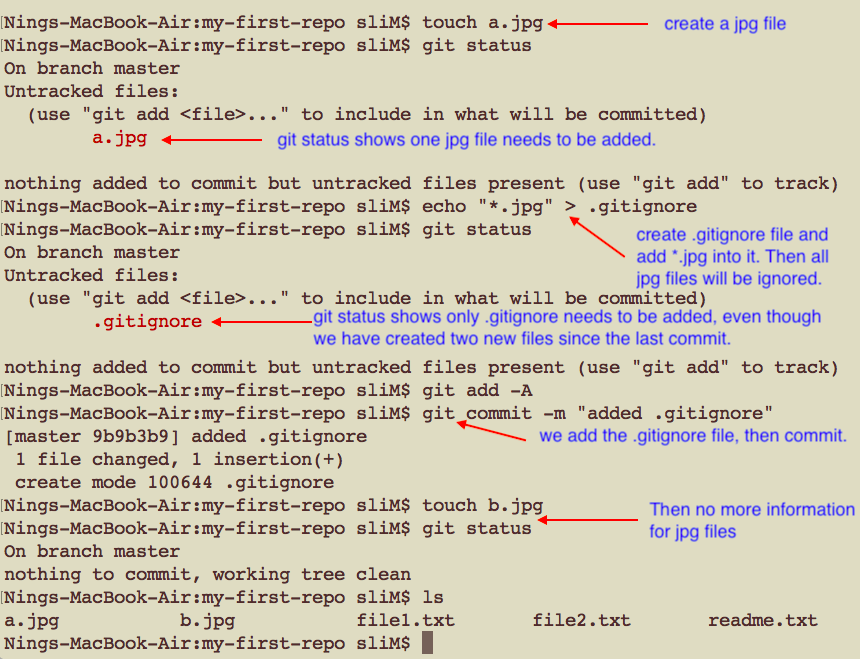 Nings-MacBook-Air:my-first-repo sliM$ touch a.jpg create a jpg file
Nings-MacBook-Air:my-first-repo sliM$ git status
On branch master
Untracked files:
(use "git add <file>..." to include in what will be committed)
a.jpg git status shows one jpg file needs to be added.
nothing added to commit but untracked files present (use "git add" to track)
Nings-MacBook-Air:my-first-repo sliM$ echo "*.jpg" > .gitignore
Nings-MacBook-Air:my-first-repo sliM$ git status
create .gitignore file and
add *.jpg into it. Then all
jpg files will be ignored.
On branch master
Untracked files:
(use "git add <file>..." to include in what will be committed)
.gitignore
git status shows only .gitignore needs to be added, even though
we have created two new files since the last commit.
nothing added to commit but untracked files present (use "git add" to track)
Nings-MacBook-Air:my-first-repo sliM$ git add -A
Nings-MacBook-Air:my-first-repo sliM$ git commit -m "added .gitignore"
[master 9b9b3b9] added .gitignore
we add the .gitignore file, then commit.
1 file changed, 1 insertion(+)
create mode 100644 .gitignore
Nings-MacBook-Air:my-first-repo sliM$ touch b.jpg
Nings-MacBook-Air:my-first-repo sliM$ git status
Then no more information
for jpg files
On branch master
nothing to commit, working tree clean
Nings-MacBook-Air:my-first-repo sliM$ ls
a.jpg b.jpg file1.txt file2.txt readme.txt
Nings-MacBook-Air:my-first-repo sliM$